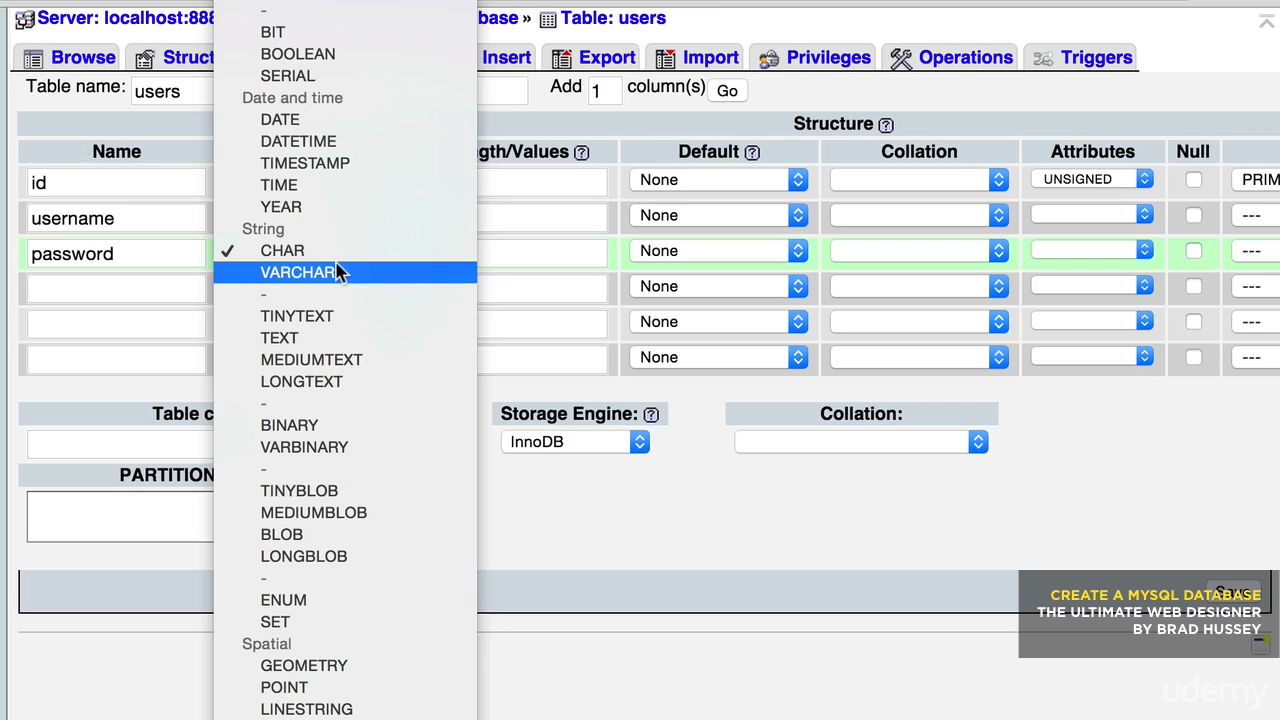 Server: localhost:888
base » Table: users
Browse
Struct
Insert
Export
Import
Privileges
Operations
Triggers
Table name: users
Add 1 column(s) Go
Structure
Name
gth/Values
Default
Collation
Attributes
Null
id
None
UNSIGNED
PRIM
username
None
---
password
None
---
None
---
None
---
None
---
-
BIT
BOOLEAN
SERIAL
Date and time
DATE
DATETIME
TIMESTAMP
TIME
YEAR
String
✓ CHAR
VARCHAR
-
TINYTEXT
TEXT
MEDIUMTEXT
LONGTEXT
-
BINARY
VARBINARY
-
TINYBLOB
MEDIUMBLOB
BLOB
LONGBLOB
-
ENUM
SET
Spatial
GEOMETRY
POINT
LINESTRING
Table c
Storage Engine:
Collation:
InnoDB
PARTITION
Save
CREATE A MYSQL DATABASE
THE ULTIMATE WEB DESIGNER
BY BRAD HUSSEY
udemy